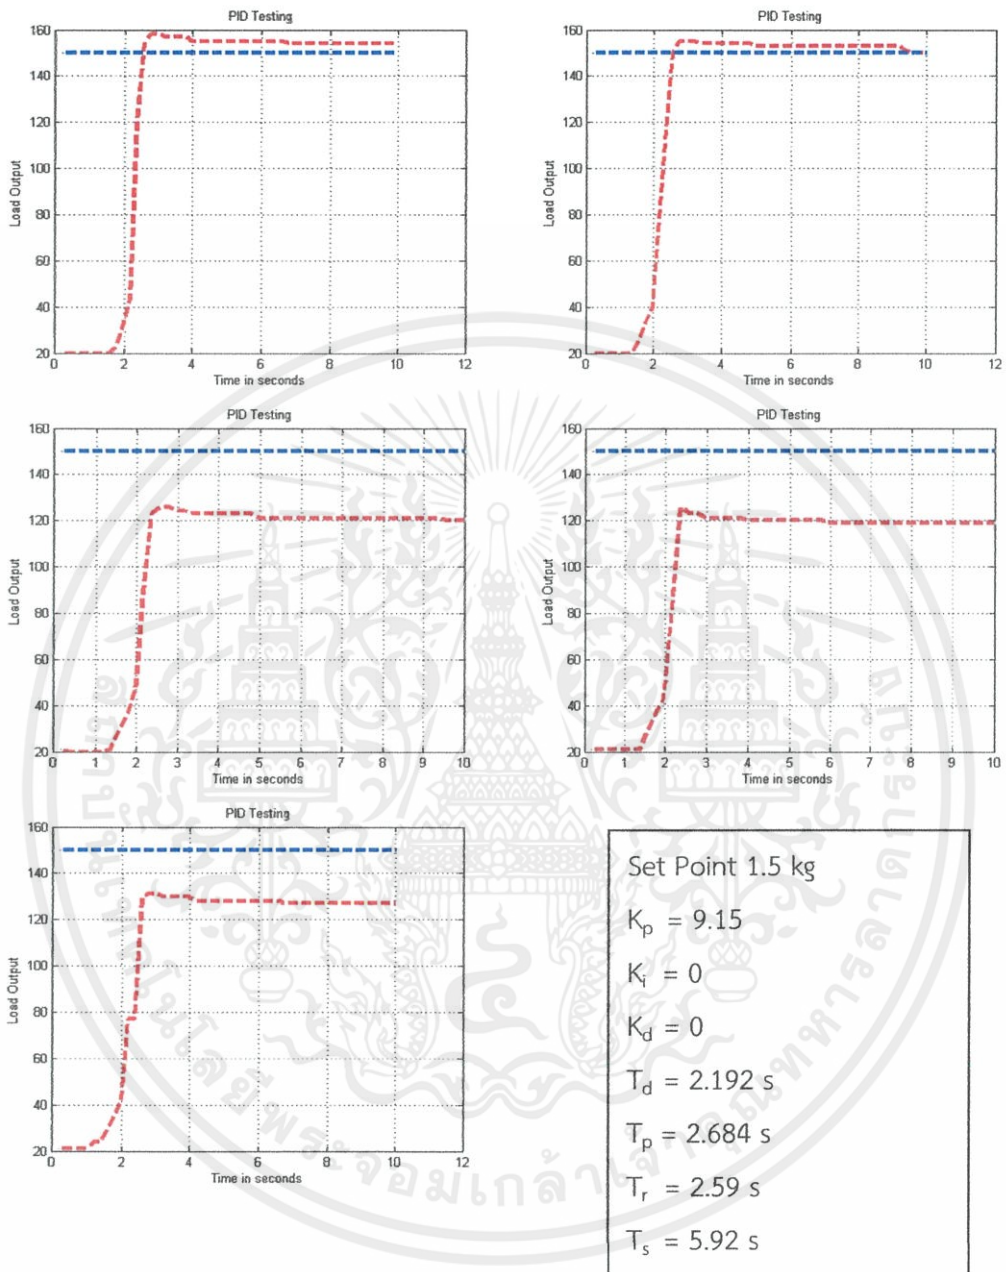 PID Testing
160
140
120
100
80
60
40
20
0 2 4 6 8 10 12
Load Output
Time in seconds
PID Testing
160
140
120
100
80
60
40
20
0 2 4 6 8 10 12
Load Output
Time in seconds
PID Testing
160
140
120
100
80
60
40
20
0 1 2 3 4 5 6 7 8 9 10
Load Output
Time in seconds
PID Testing
160
140
120
100
80
60
40
20
0 1 2 3 4 5 6 7 8 9 10
Load Output
Time in seconds
PID Testing
160
140
120
100
80
60
40
20
0 2 4 6 8 10 12
Load Output
Time in seconds
Set Point 1.5 kg
Kp = 9.15
Ki = 0
Kd = 0
Td = 2.192 s
Tp = 2.684 s
Tr = 2.59 s
Ts = 5.92 s